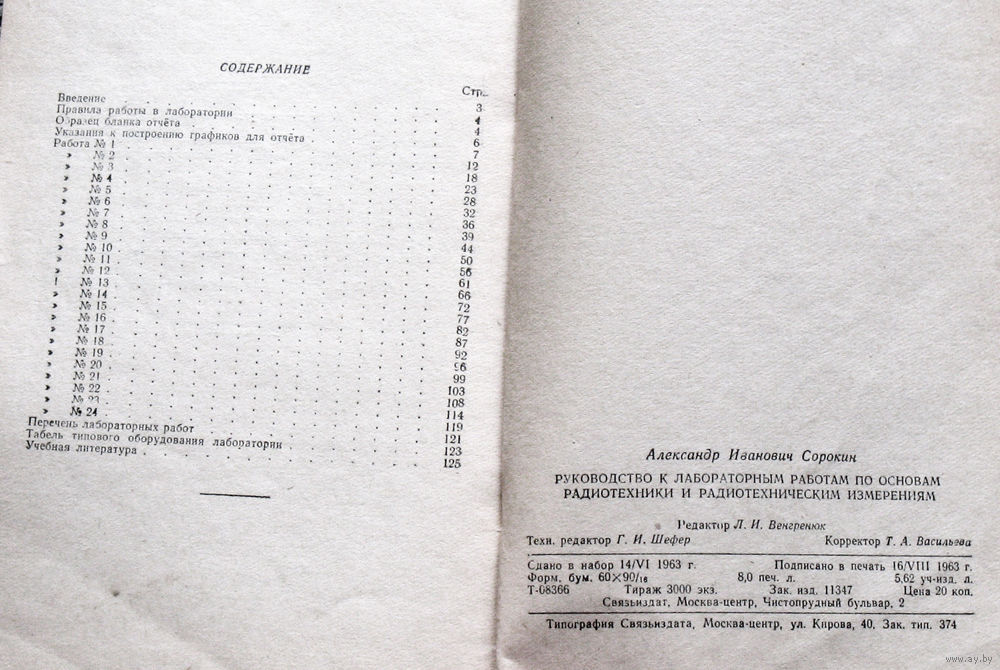 СОДЕРЖАНИЕ
Стр.
Введение 3
Правила работы в лаборатории 4
Образец бланка отчёта 4
Указания к построению графиков для отчёта 6
Работа № 1 7
» № 2 12
» № 3 18
» № 4 23
» № 5 28
» № 6 32
» № 7 36
» № 8 39
» № 9 44
» № 10 50
» № 11 56
» № 12 61
» № 13 66
» № 14 72
» № 15 77
» № 16 82
» № 17 87
» № 18 92
» № 19 96
» № 20 99
» № 21 103
» № 22 108
» № 23 114
» № 24 119
Перечень лабораторных работ 121
Табель типового оборудования лаборатории 123
Учебная литература 125
Александр Иванович Сорокин
РУКОВОДСТВО К ЛАБОРАТОРНЫМ РАБОТАМ ПО ОСНОВАМ
РАДИОТЕХНИКИ И РАДИОТЕХНИЧЕСКИМ ИЗМЕРЕНИЯМ
Редактор Л. И. Венгренюк
Техн. редактор Г. И. Шефер Корректор Т. А. Васильева
Сдано в набор 14/VI 1963 г. Подписано в печать 16/VIII 1963 г.
Форм. бум. 60×90/16 8,0 печ. л. 5,62 уч-изд. л.
Т-08366 Тираж 3000 экз. Зак. изд. 11347 Цена 20 коп.
Связьиздат, Москва-центр, Чистопрудный бульвар, 2
Типография Связьиздата, Москва-центр, ул. Кирова, 40. Зак. тип. 374
www.ay.by